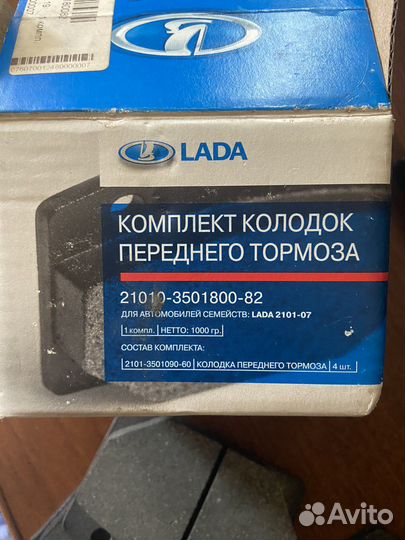 076070012480000007
LADA
КОМПЛЕКТ КОЛОДОК
ПЕРЕДНЕГО ТОРМОЗА
21010-3501800-82
ДЛЯ АВТОМОБИЛЕЙ СЕМЕЙСТВ: LADA 2101-07
1 компл. НЕТТО: 1000 гр.
СОСТАВ КОМПЛЕКТА:
2101-3501090-60 КОЛОДКА ПЕРЕДНЕГО ТОРМОЗА 4 шт.
Avito